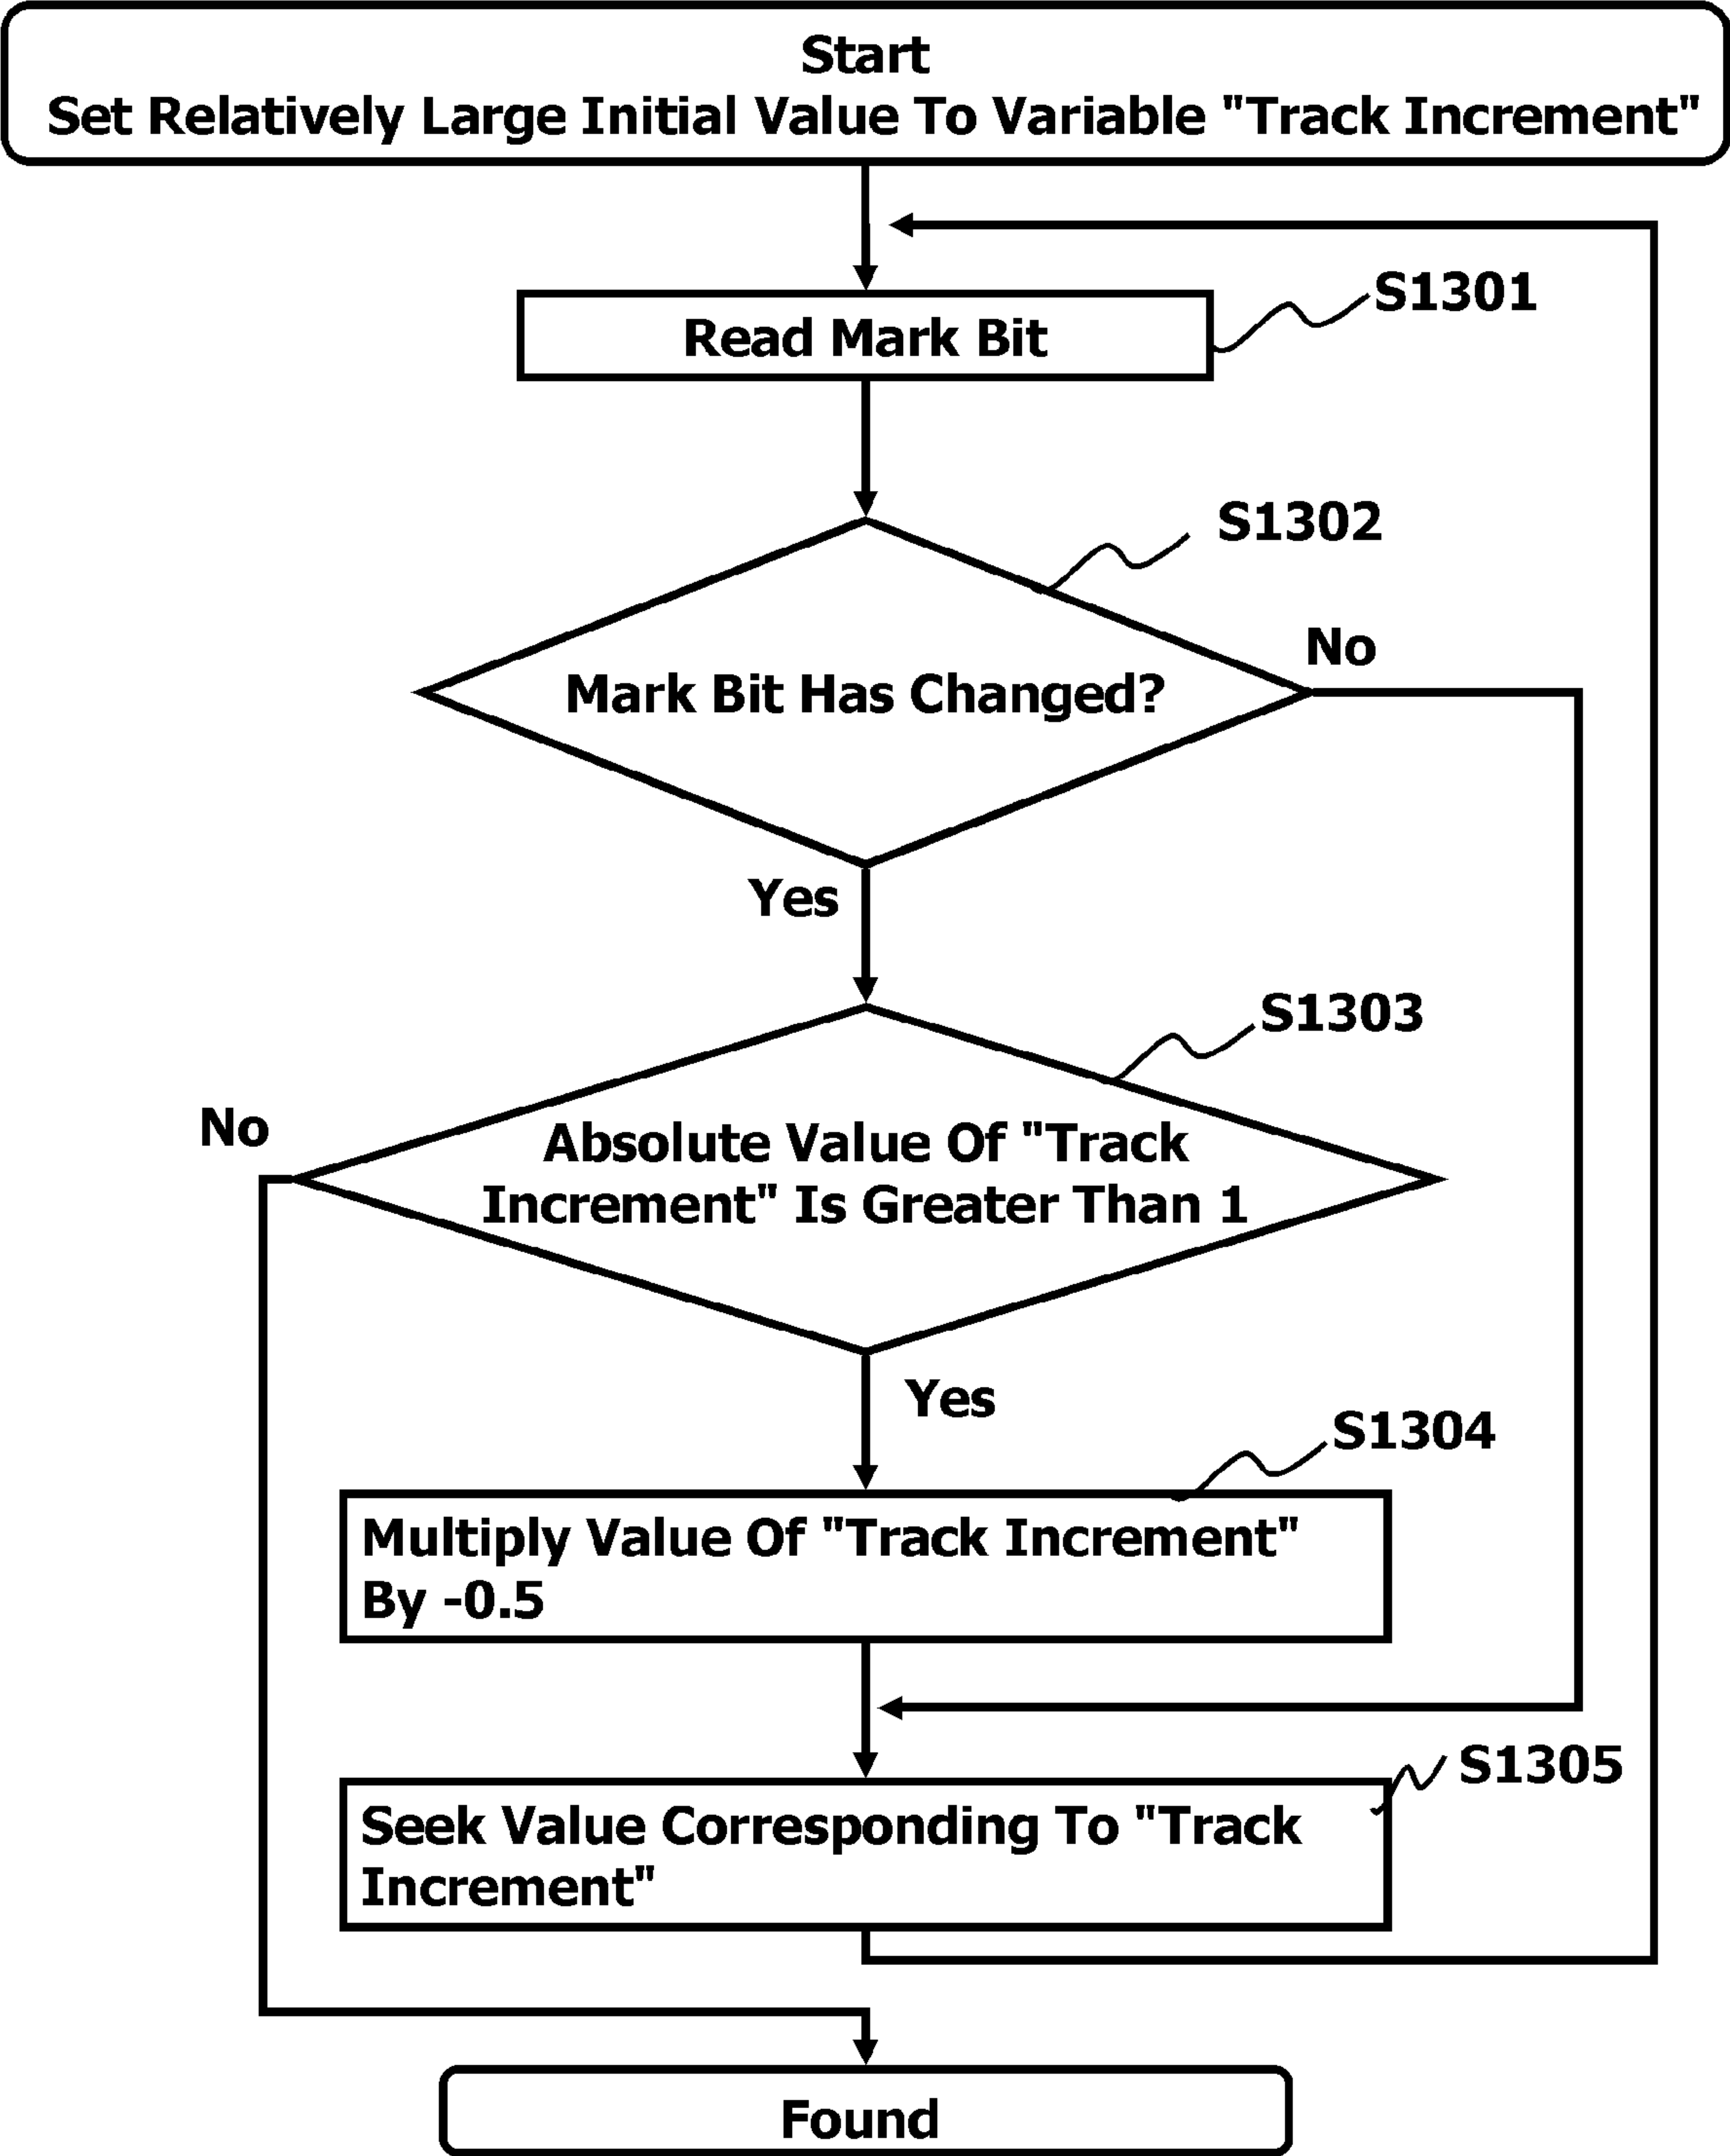 Start
Set Relatively Large Initial Value To Variable "Track Increment"
S1301
Read Mark Bit
S1302
No
Mark Bit Has Changed?
Yes
S1303
No
Absolute Value Of "Track
Increment" Is Greater Than 1
Yes
S1304
Multiply Value Of "Track Increment"
By -0.5
S1305
Seek Value Corresponding To "Track
Increment"
Found